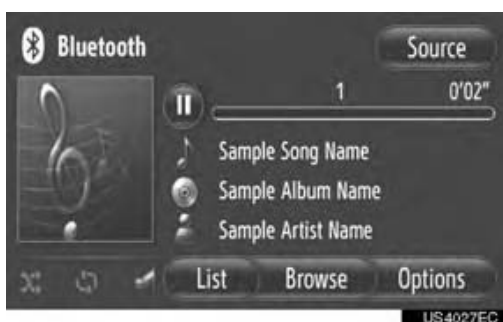 Bluetooth
Source
1 0'02"
Sample Song Name
Sample Album Name
Sample Artist Name
List Browse Options
US4027EC